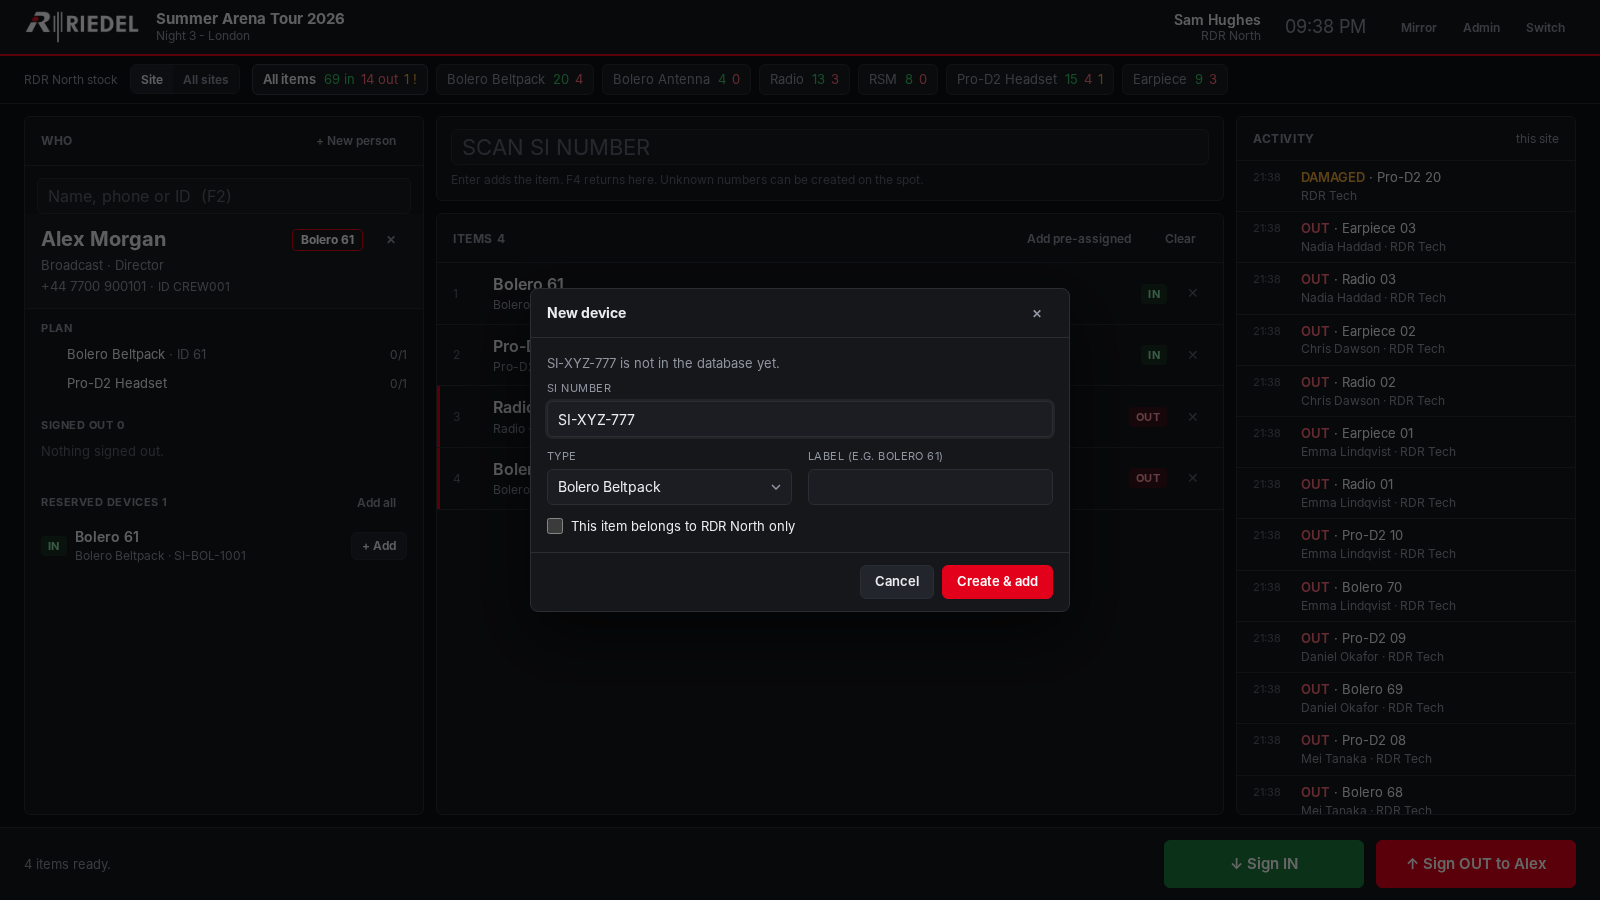 RIEDEL
Summer Arena Tour 2026
Night 3 - London
Sam Hughes
RDR North
09:38 PM
Mirror
Admin
Switch
RDR North stock
Site
All sites
All items 69 in 14 out 1 !
Bolero Beltpack 20 4
Bolero Antenna 4 0
Radio 13 3
RSM 8 0
Pro-D2 Headset 15 4 1
Earpiece 9 3
WHO
+ New person
Name, phone or ID (F2)
Alex Morgan
Bolero 61
×
Broadcast · Director
+44 7700 900101 · ID CREW001
PLAN
Bolero Beltpack · ID 61
0/1
Pro-D2 Headset
0/1
SIGNED OUT 0
Nothing signed out.
RESERVED DEVICES 1
Add all
IN
Bolero 61
Bolero Beltpack · SI-BOL-1001
+ Add
SCAN SI NUMBER
Enter adds the item. F4 returns here. Unknown numbers can be created on the spot.
ITEMS 4
Add pre-assigned
Clear
1
Bolero 61
Bolero
IN
×
2
Pro-D
IN
×
3
Radio
Radio
OUT
×
4
Boler
Bolero
OUT
×
New device
×
SI-XYZ-777 is not in the database yet.
SI NUMBER
SI-XYZ-777
TYPE
LABEL (E.G. BOLERO 61)
Bolero Beltpack
This item belongs to RDR North only
Cancel
Create & add
ACTIVITY
this site
21:38
DAMAGED · Pro-D2 20
RDR Tech
21:38
OUT · Earpiece 03
Nadia Haddad · RDR Tech
21:38
OUT · Radio 03
Nadia Haddad · RDR Tech
21:38
OUT · Earpiece 02
Chris Dawson · RDR Tech
21:38
OUT · Radio 02
Chris Dawson · RDR Tech
21:38
OUT · Earpiece 01
Emma Lindqvist · RDR Tech
21:38
OUT · Radio 01
Emma Lindqvist · RDR Tech
21:38
OUT · Pro-D2 10
Emma Lindqvist · RDR Tech
21:38
OUT · Bolero 70
Emma Lindqvist · RDR Tech
21:38
OUT · Pro-D2 09
Daniel Okafor · RDR Tech
21:38
OUT · Bolero 69
Daniel Okafor · RDR Tech
21:38
OUT · Pro-D2 08
Mei Tanaka · RDR Tech
21:38
OUT · Bolero 68
Mei Tanaka · RDR Tech
4 items ready.
↓ Sign IN
↑ Sign OUT to Alex